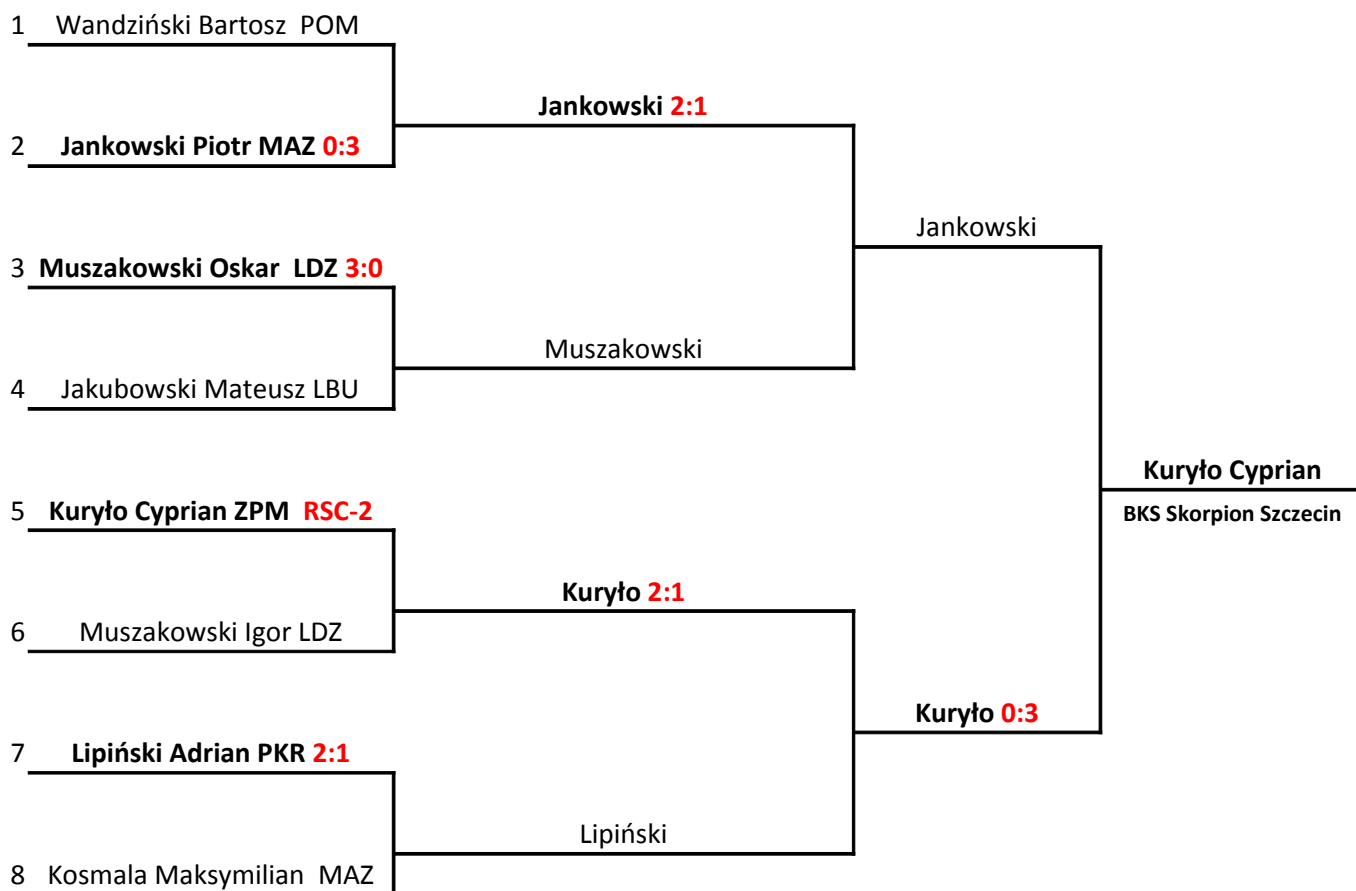 1 Wandziński Bartosz POM
Jankowski 2:1
2 Jankowski Piotr MAZ 0:3
Jankowski
3 Muszakowski Oskar LDZ 3:0
Muszakowski
4 Jakubowski Mateusz LBU
Kuryło Cyprian
BKS Skorpion Szczecin
5 Kuryło Cyprian ZPM RSC-2
Kuryło 2:1
6 Muszakowski Igor LDZ
Kuryło 0:3
7 Lipiński Adrian PKR 2:1
Lipiński
8 Kosmala Maksymilian MAZ